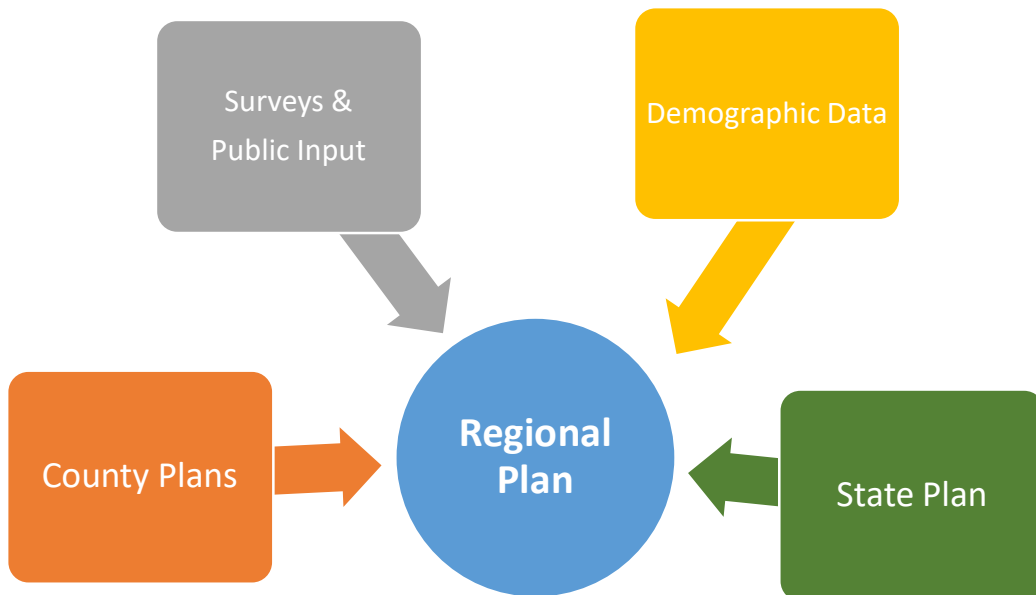 Surveys &
Public Input
Demographic Data
County Plans
Regional
Plan
State Plan